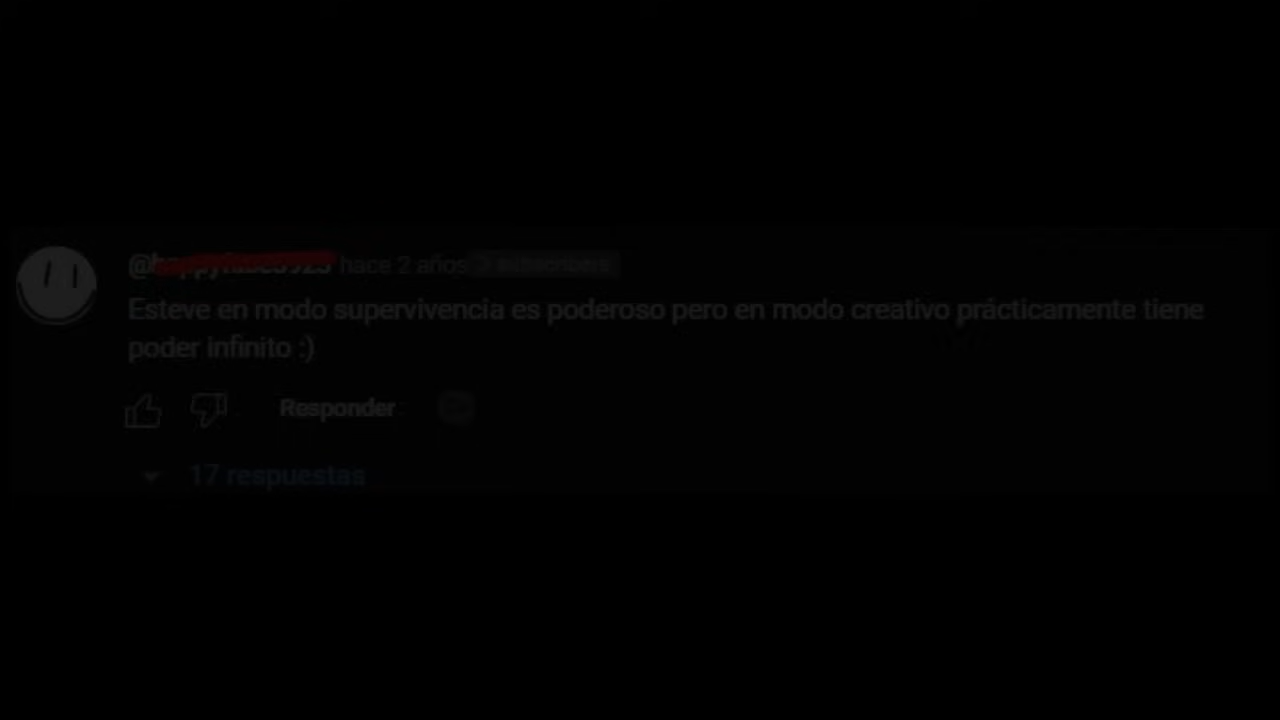 hace 2 años
Esteve en modo supervivencia es poderoso pero en modo creativo prácticamente tiene
poder infinito :)
Responder
17 respuestas